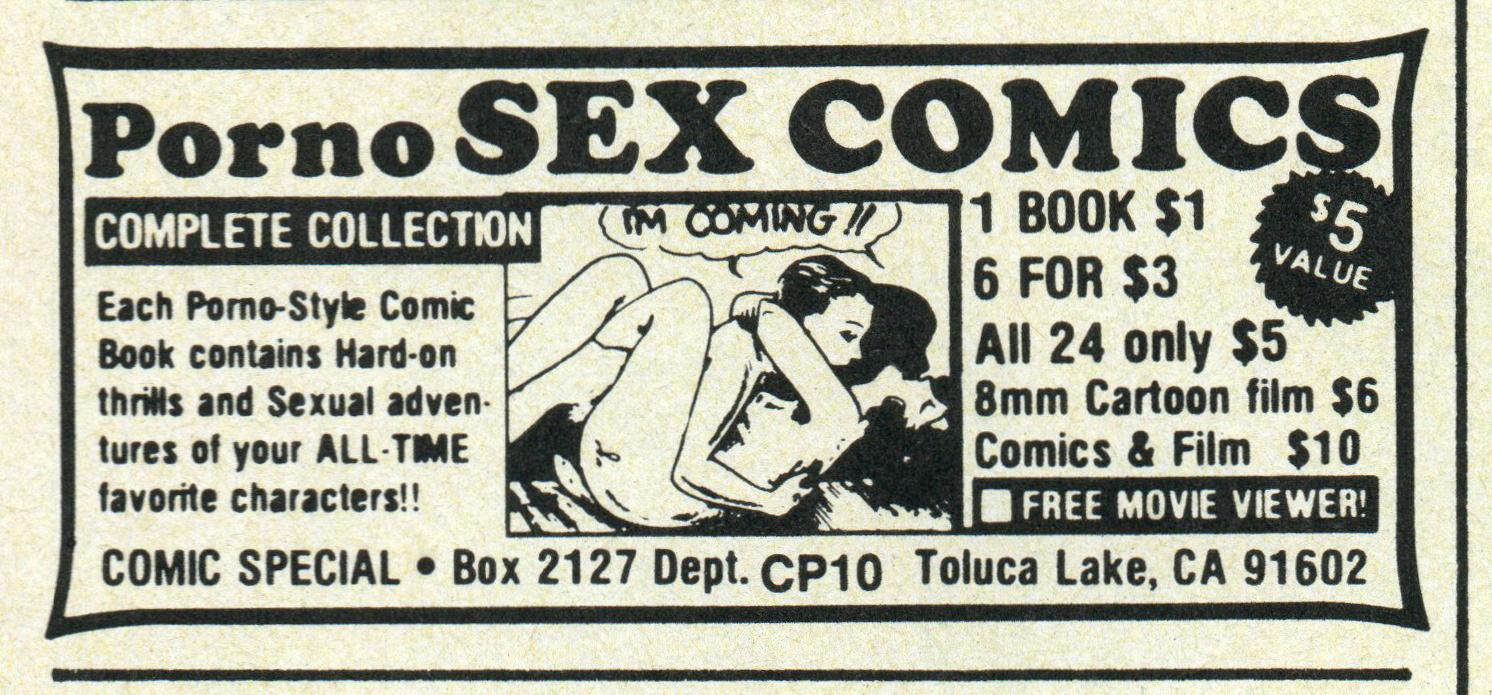 Porno SEX COMICS
COMPLETE COLLECTION
Each Porno-Style Comic
Book contains Hard-on
thrills and Sexual adven-
tures of your ALL-TIME
favorite characters!!
I'M COMING !!
1 BOOK $1
6 FOR $3
All 24 only $5
8mm Cartoon film $6
Comics & Film $10
FREE MOVIE VIEWER!
$5
VALUE
COMIC SPECIAL • Box 2127 Dept. CP10 Toluca Lake, CA 91602